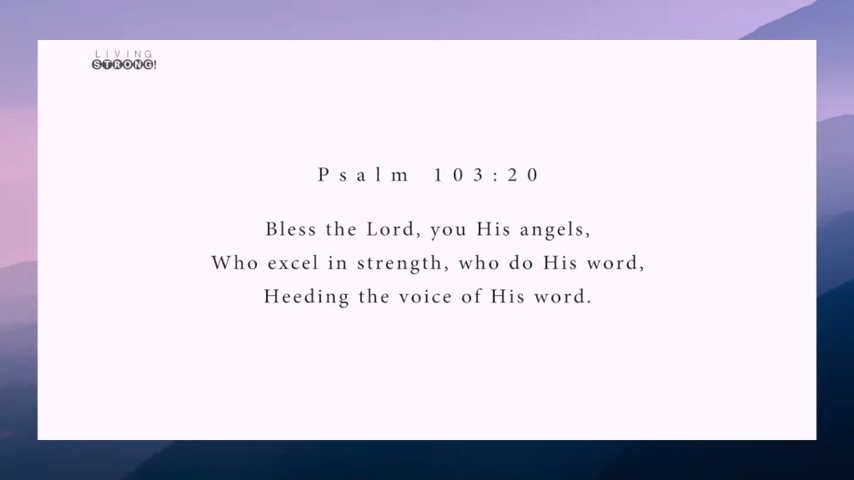 LIVING
STRONG!
Psalm 103:20
Bless the Lord, you His angels,
Who excel in strength, who do His word,
Heeding the voice of His word.